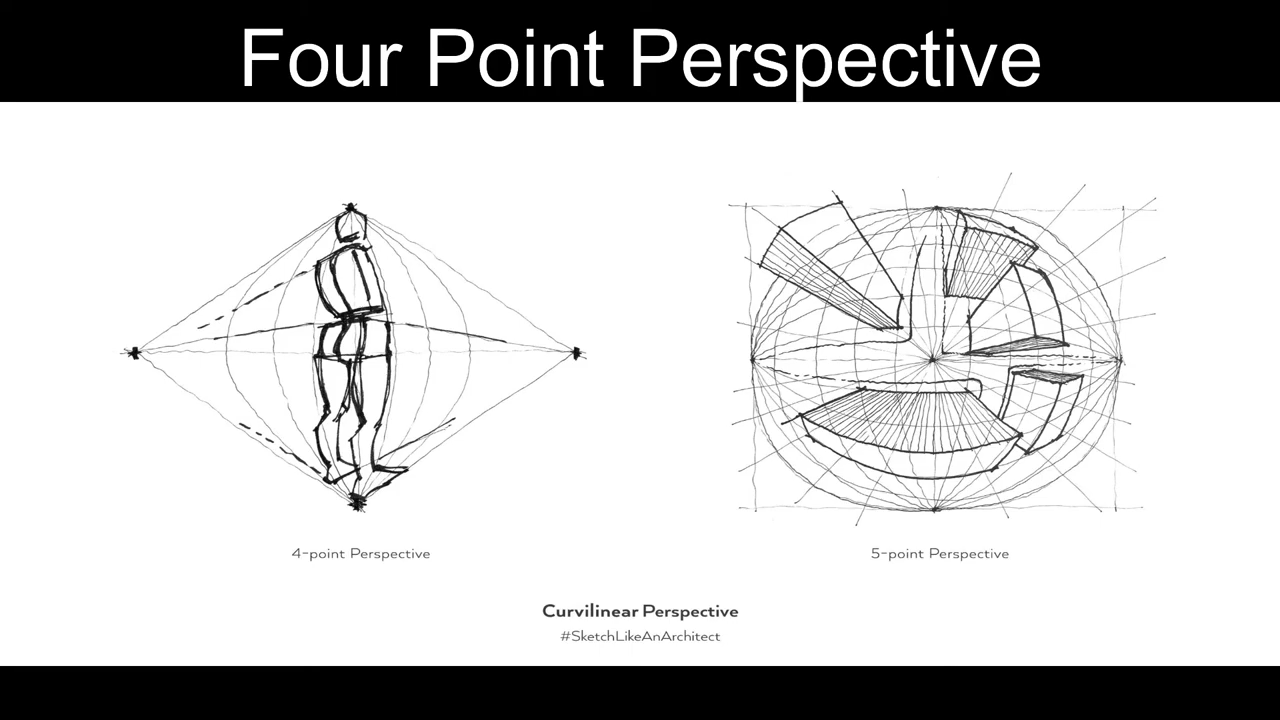 Four Point Perspective
4-point Perspective
5-point Perspective
Curvilinear Perspective
#SketchLikeAnArchitect